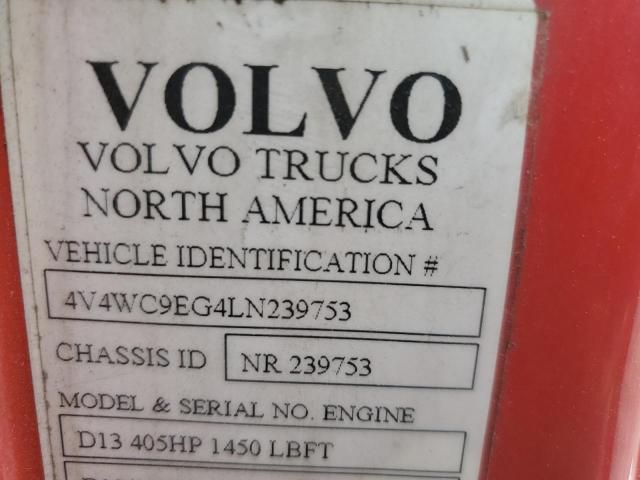 VOLVO
VOLVO TRUCKS
NORTH AMERICA
VEHICLE IDENTIFICATION #
4V4WC9EG4LN239753
CHASSIS ID NR 239753
MODEL & SERIAL NO. ENGINE
D13 405HP 1450 LBFT